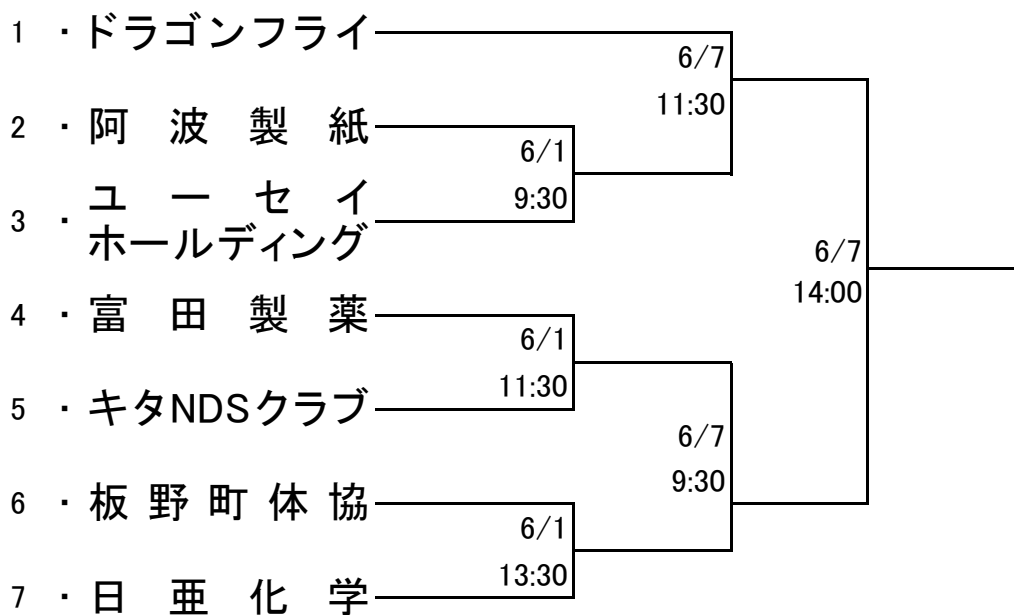 1 ・ドラゴンフライ
6/7
11:30
2 ・阿波製紙
6/1
9:30
3 ・ユーセイ
ホールディング
6/7
14:00
4 ・富田製薬
6/1
11:30
5 ・キタNDSクラブ
6/7
9:30
6 ・板野町体協
6/1
13:30
7 ・日亜化学